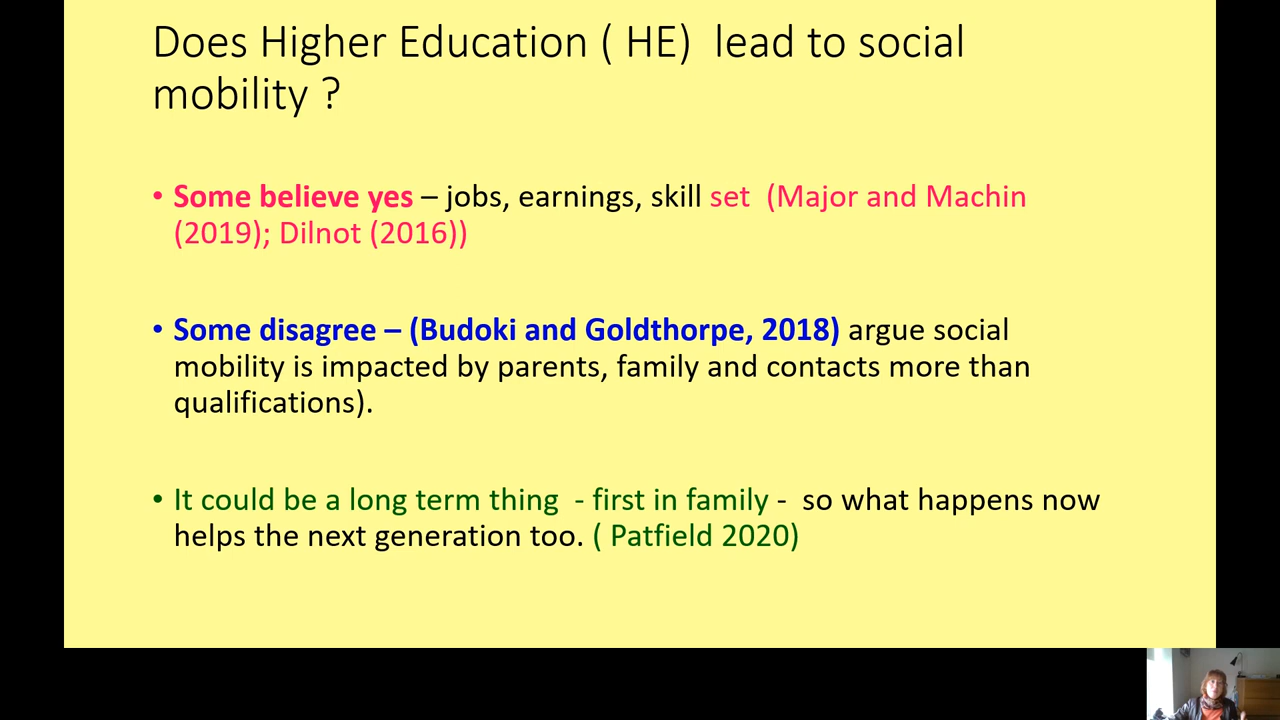 Does Higher Education ( HE)  lead to social
mobility ?
• Some believe yes – jobs, earnings, skill set  (Major and Machin
(2019); Dilnot (2016))
• Some disagree – (Budoki and Goldthorpe, 2018) argue social
mobility is impacted by parents, family and contacts more than
qualifications).
• It could be a long term thing  - first in family -  so what happens now
helps the next generation too. ( Patfield 2020)